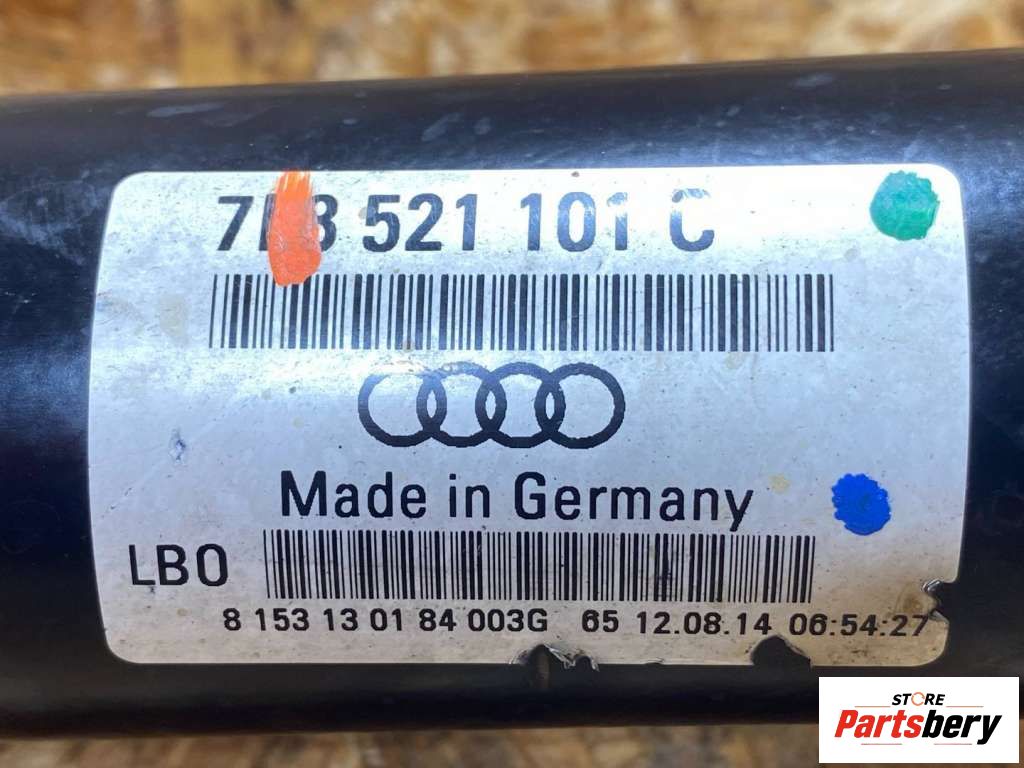 521 101 C
Made in Germany
LBO
8 153 13 01 84 003G 65 12.08.14 06:54:27
STORE
Partsbery